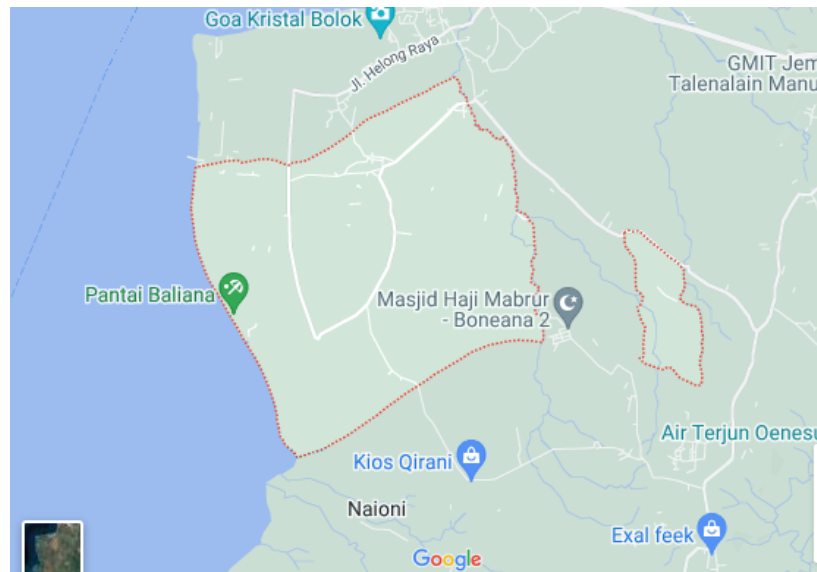 Goa Kristal Bolok
Jl. Helong Raya
GMIT Jem
Talenalain Manu
Pantai Baliana
Masjid Haji Mabrur
- Boneana 2
Air Terjun Oenesu
Kios Qirani
Naioni
Exal feek
Google